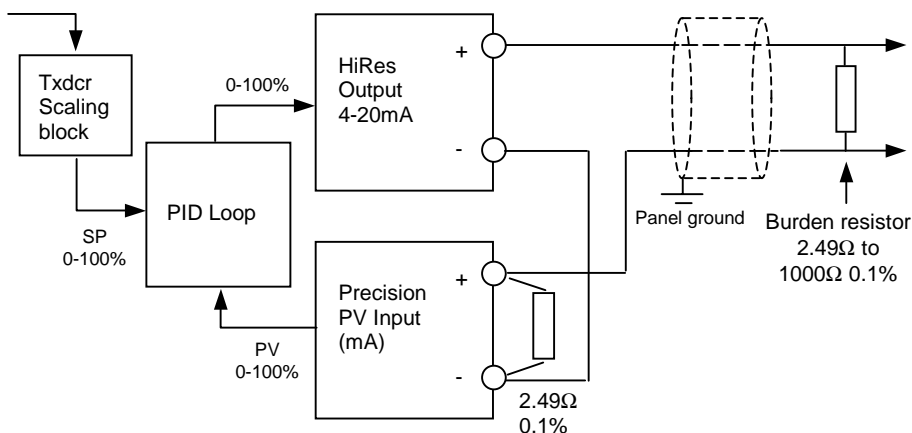 Txdcr
Scaling
block
SP
0-100%
PID Loop
0-100%
PV
0-100%
HiRes
Output
4-20mA
+
-
Precision
PV Input
(mA)
+
-
2.49Ω
0.1%
Panel ground
Burden resistor
2.49Ω to
1000Ω 0.1%